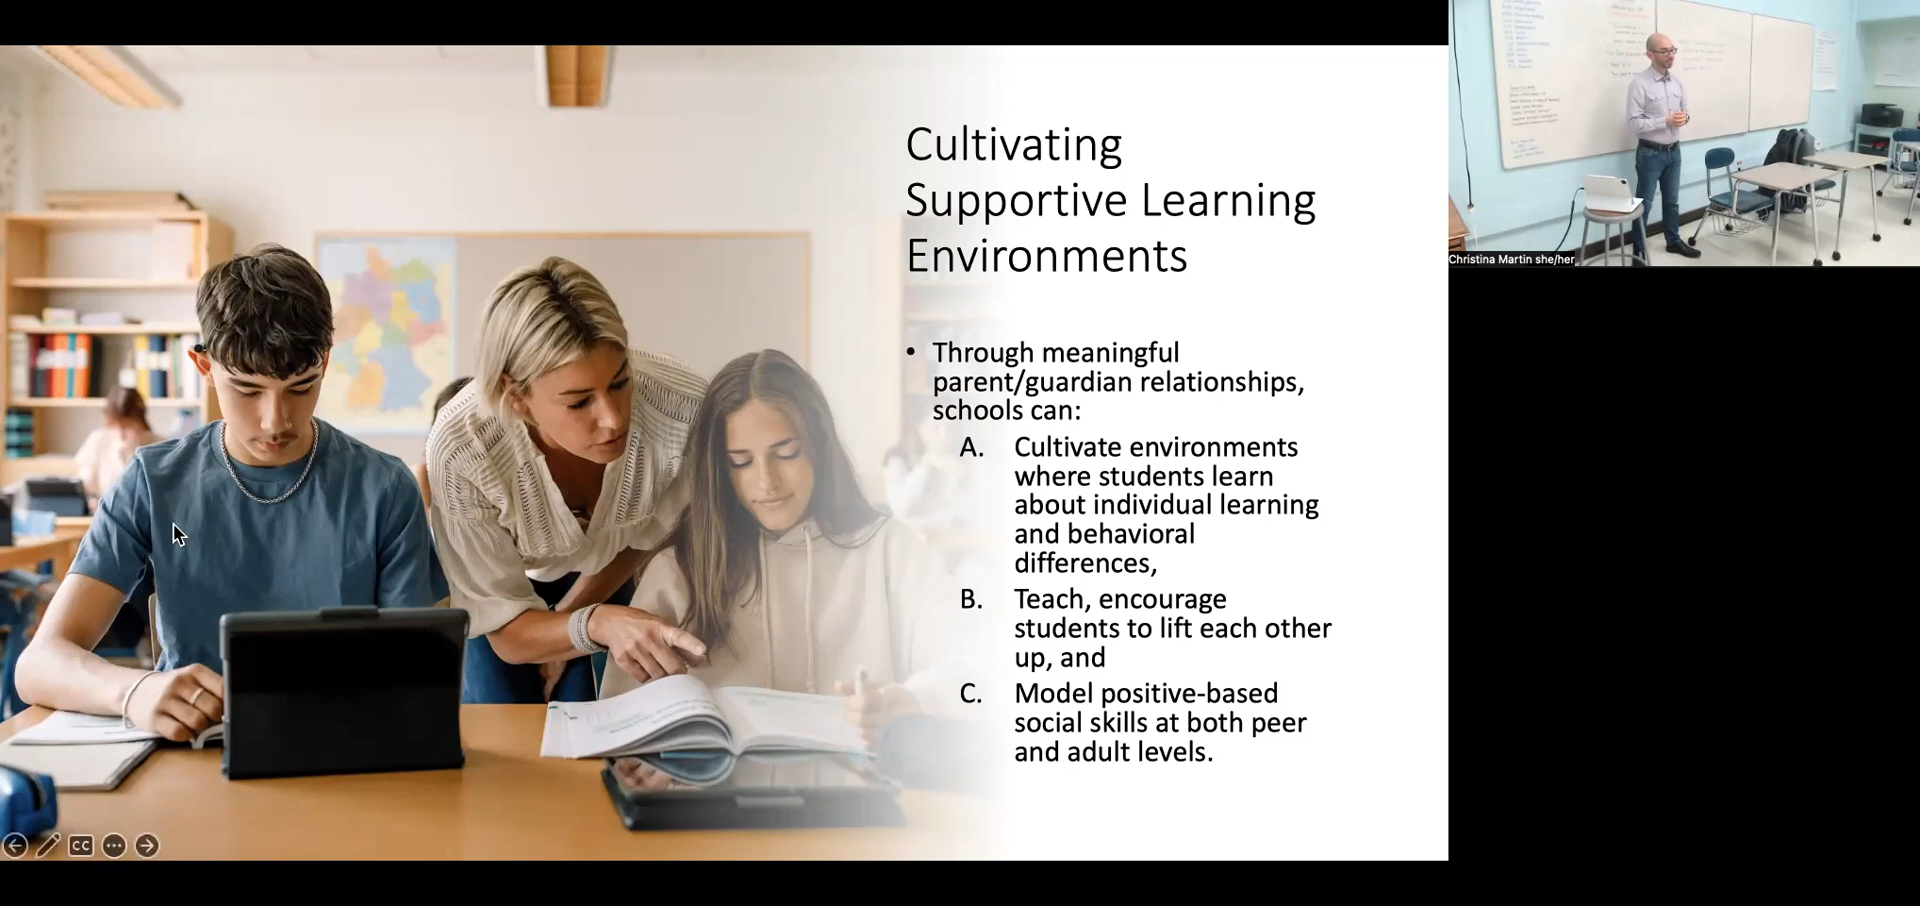 Cultivating
Supportive Learning
Environments
• Through meaningful
parent/guardian relationships,
schools can:
A. Cultivate environments
where students learn
about individual learning
and behavioral
differences,
B. Teach, encourage
students to lift each other
up, and
C. Model positive-based
social skills at both peer
and adult levels.
Christina Martin she/her
CC